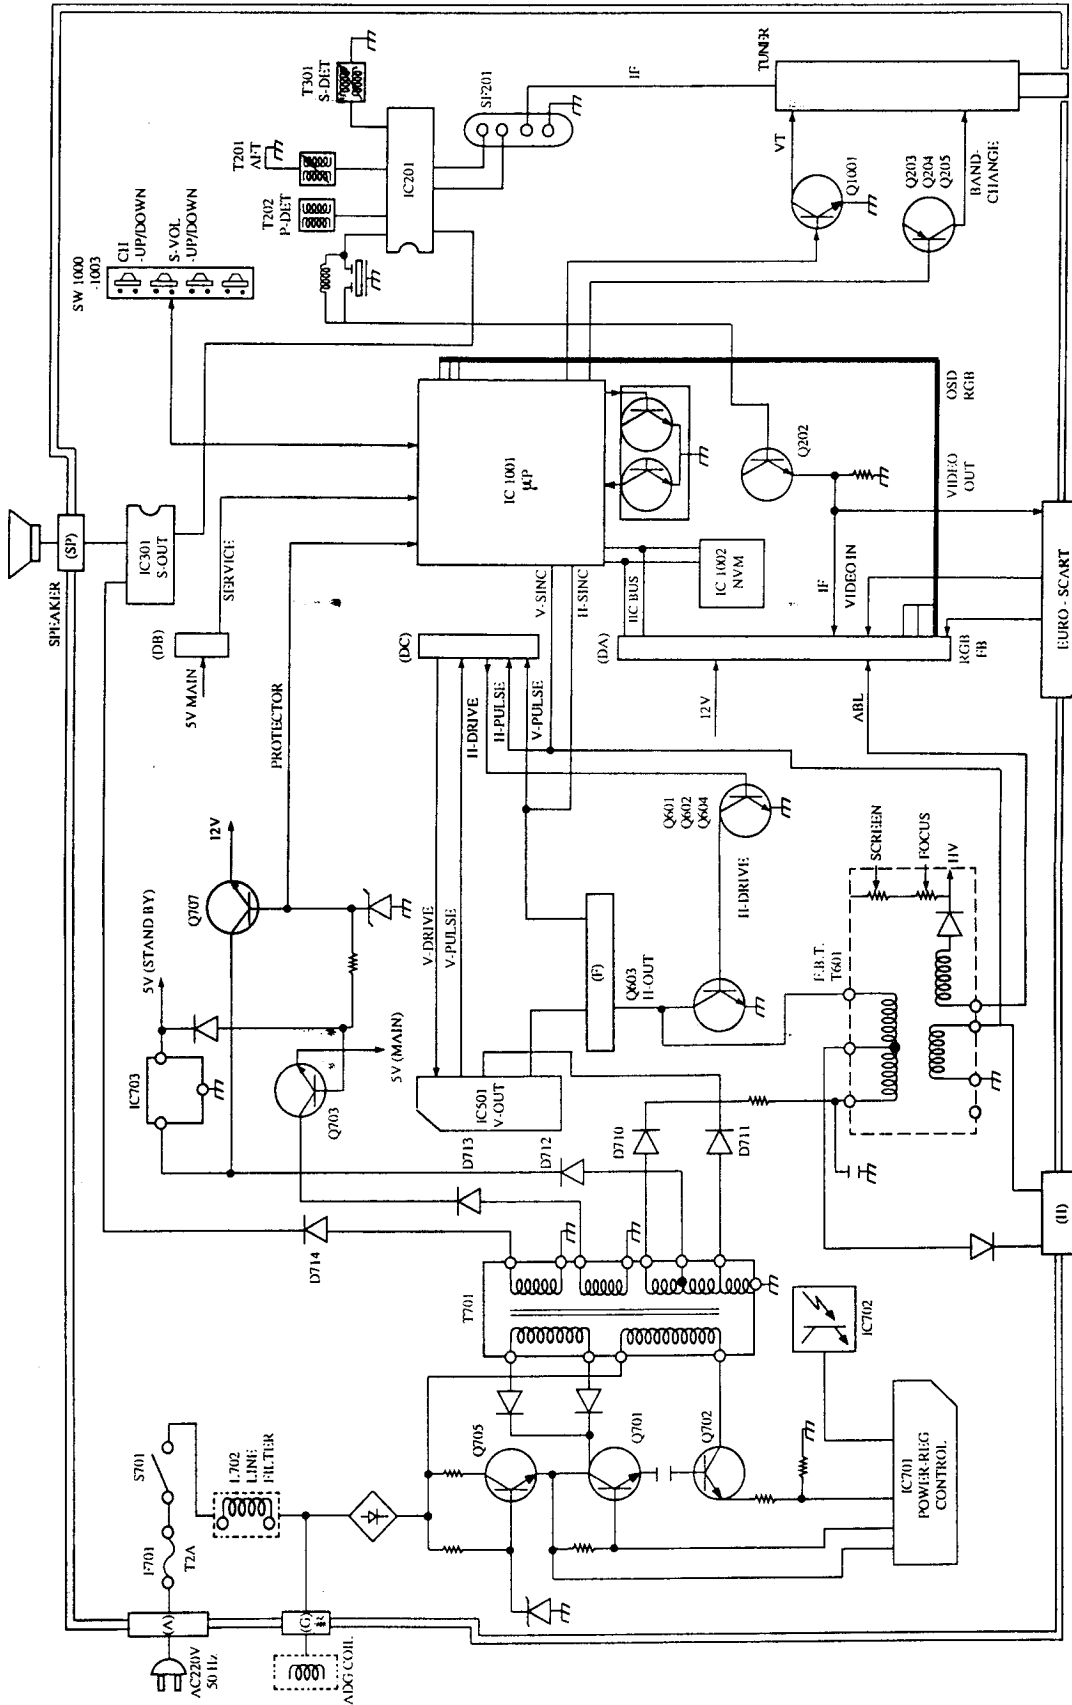 AC220V
50 Hz
(A)
F701
T2A
S701
L702
LINE
FILTER
(G)
ADG COIL
Q705
Q701
Q702
IC701
POWER-REG
CONTROL
IC702
T701
D714
D713
D712
D710
D711
IC703
5V (STAND BY)
Q703
5V (MAIN)
Q707
12V
PROTECTOR
5V MAIN
(DB)
SERVICE
SPEAKER
(SP)
IC301
S-OUT
SW 1000
-1003
CH
-UP/DOWN
S-VOL
-UP/DOWN
T202
P-DET
T201
AFT
T301
S-DET
IC201
SF201
IF
TUNER
VT
Q1001
Q203
Q204
Q205
BAND-
CHANGE
IC 1001
µP
IC 1002
NVM
IIC BUS
V-SINC
H-SINC
(DC)
V-DRIVE
V-PULSE
H-DRIVE
H-PULSE
V-PULSE
IC501
V-OUT
(F)
Q603
H-OUT
H-DRIVE
Q601
Q602
Q604
(DA)
12V
ABL
IF
VIDEO IN
VIDEO
OUT
OSD
RGB
Q202
RGB
FB
EURO - SCART
F.B.T.
T601
SCREEN
FOCUS
HV
(H)